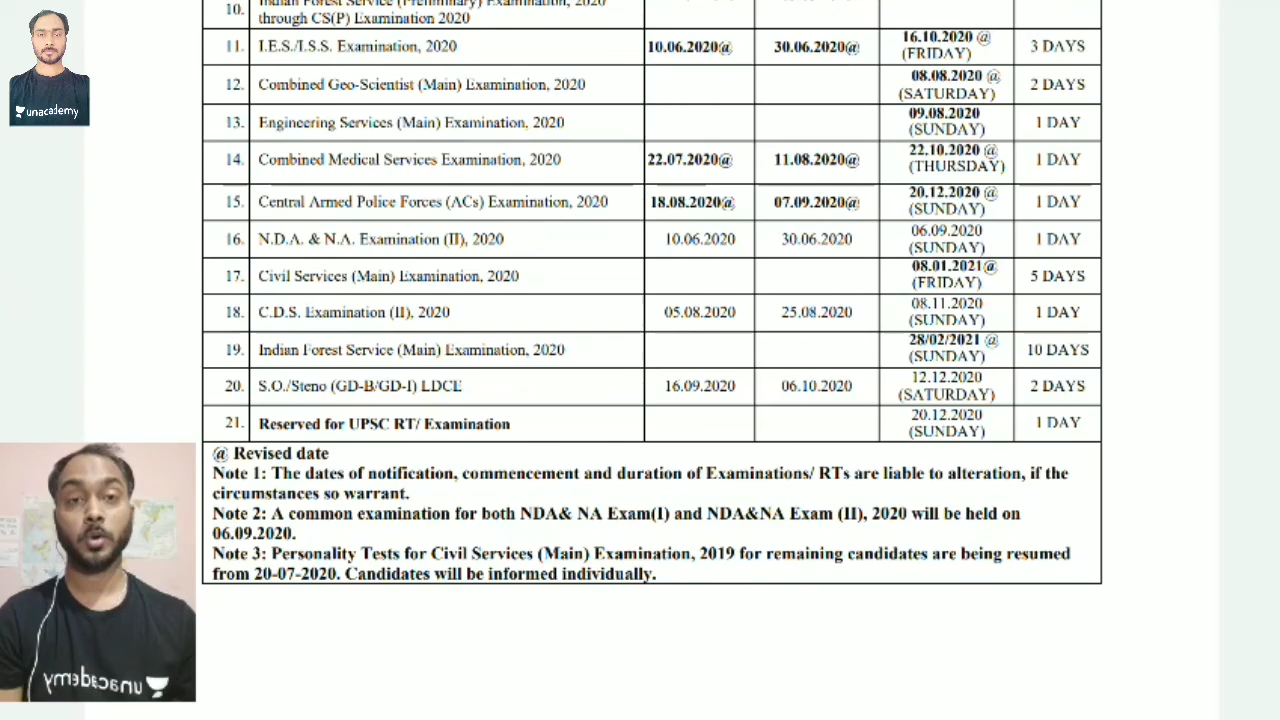 10. Indian Forest Service (Preliminary) Examination, 2020
through CS(P) Examination 2020
11. I.E.S./I.S.S. Examination, 2020 10.06.2020@ 30.06.2020@ 16.10.2020 @ (FRIDAY) 3 DAYS
12. Combined Geo-Scientist (Main) Examination, 2020 08.08.2020 @ (SATURDAY) 2 DAYS
13. Engineering Services (Main) Examination, 2020 09.08.2020 (SUNDAY) 1 DAY
14. Combined Medical Services Examination, 2020 22.07.2020@ 11.08.2020@ 22.10.2020 @ (THURSDAY) 1 DAY
15. Central Armed Police Forces (ACs) Examination, 2020 18.08.2020@ 07.09.2020@ 20.12.2020 @ (SUNDAY) 1 DAY
16. N.D.A. & N.A. Examination (II), 2020 10.06.2020 30.06.2020 06.09.2020 (SUNDAY) 1 DAY
17. Civil Services (Main) Examination, 2020 08.01.2021@ (FRIDAY) 5 DAYS
18. C.D.S. Examination (II), 2020 05.08.2020 25.08.2020 08.11.2020 (SUNDAY) 1 DAY
19. Indian Forest Service (Main) Examination, 2020 28/02/2021 @ (SUNDAY) 10 DAYS
20. S.O./Steno (GD-B/GD-I) LDCE 16.09.2020 06.10.2020 12.12.2020 (SATURDAY) 2 DAYS
21. Reserved for UPSC RT/ Examination 20.12.2020 (SUNDAY) 1 DAY
@ Revised date
Note 1: The dates of notification, commencement and duration of Examinations/ RTs are liable to alteration, if the
circumstances so warrant.
Note 2: A common examination for both NDA& NA Exam(I) and NDA&NA Exam (II), 2020 will be held on
06.09.2020.
Note 3: Personality Tests for Civil Services (Main) Examination, 2019 for remaining candidates are being resumed
from 20-07-2020. Candidates will be informed individually.
unacademy
unacademy